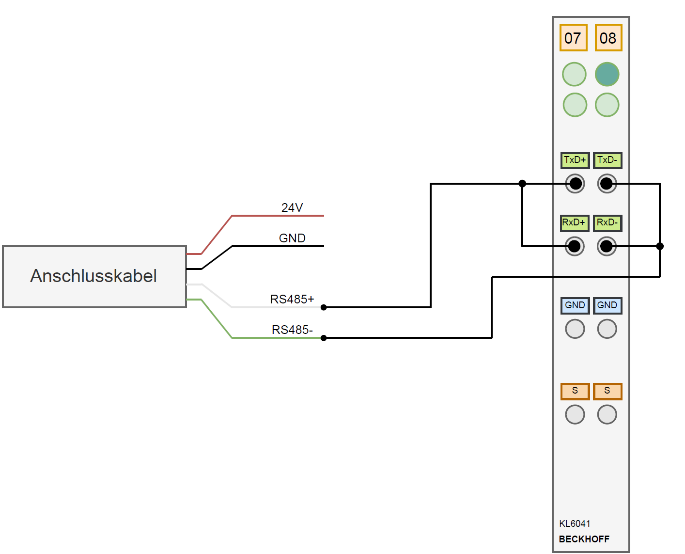 07 08
TxD+ TxD-
24V
RxD+ RxD-
GND
Anschlusskabel
RS485+
GND GND
RS485-
S S
KL6041
BECKHOFF